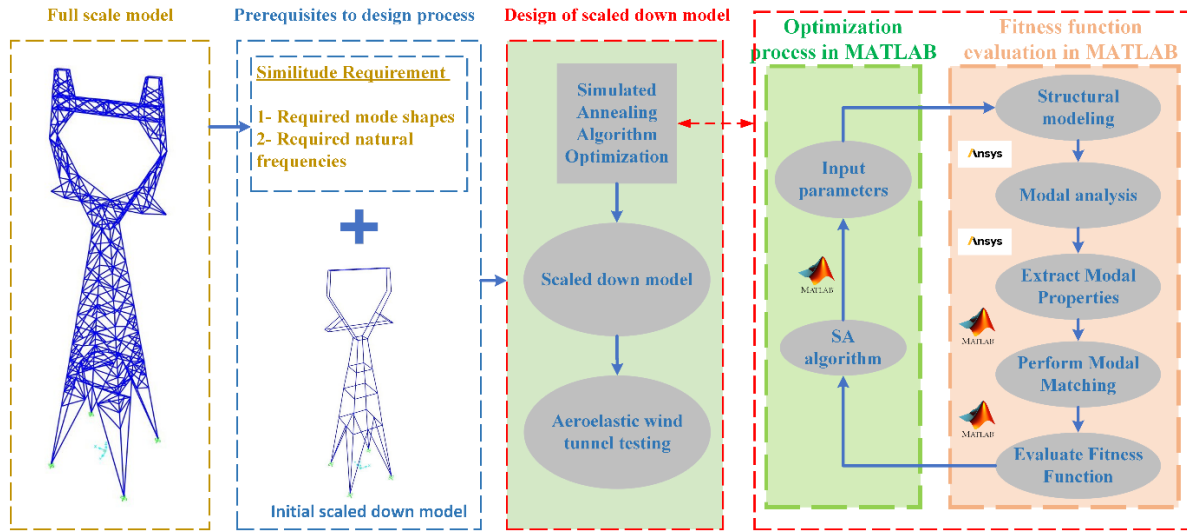 Full scale model
Prerequisites to design process
Similitude Requirement
1- Required mode shapes
2- Required natural
frequencies
Initial scaled down model
Design of scaled down model
Simulated
Annealing
Algorithm
Optimization
Scaled down model
Aeroelastic wind
tunnel testing
Optimization
process in MATLAB
Input
parameters
MATLAB
SA
algorithm
Fitness function
evaluation in MATLAB
Structural
modeling
Ansys
Modal analysis
Ansys
Extract Modal
Properties
MATLAB
Perform Modal
Matching
MATLAB
Evaluate Fitness
Function